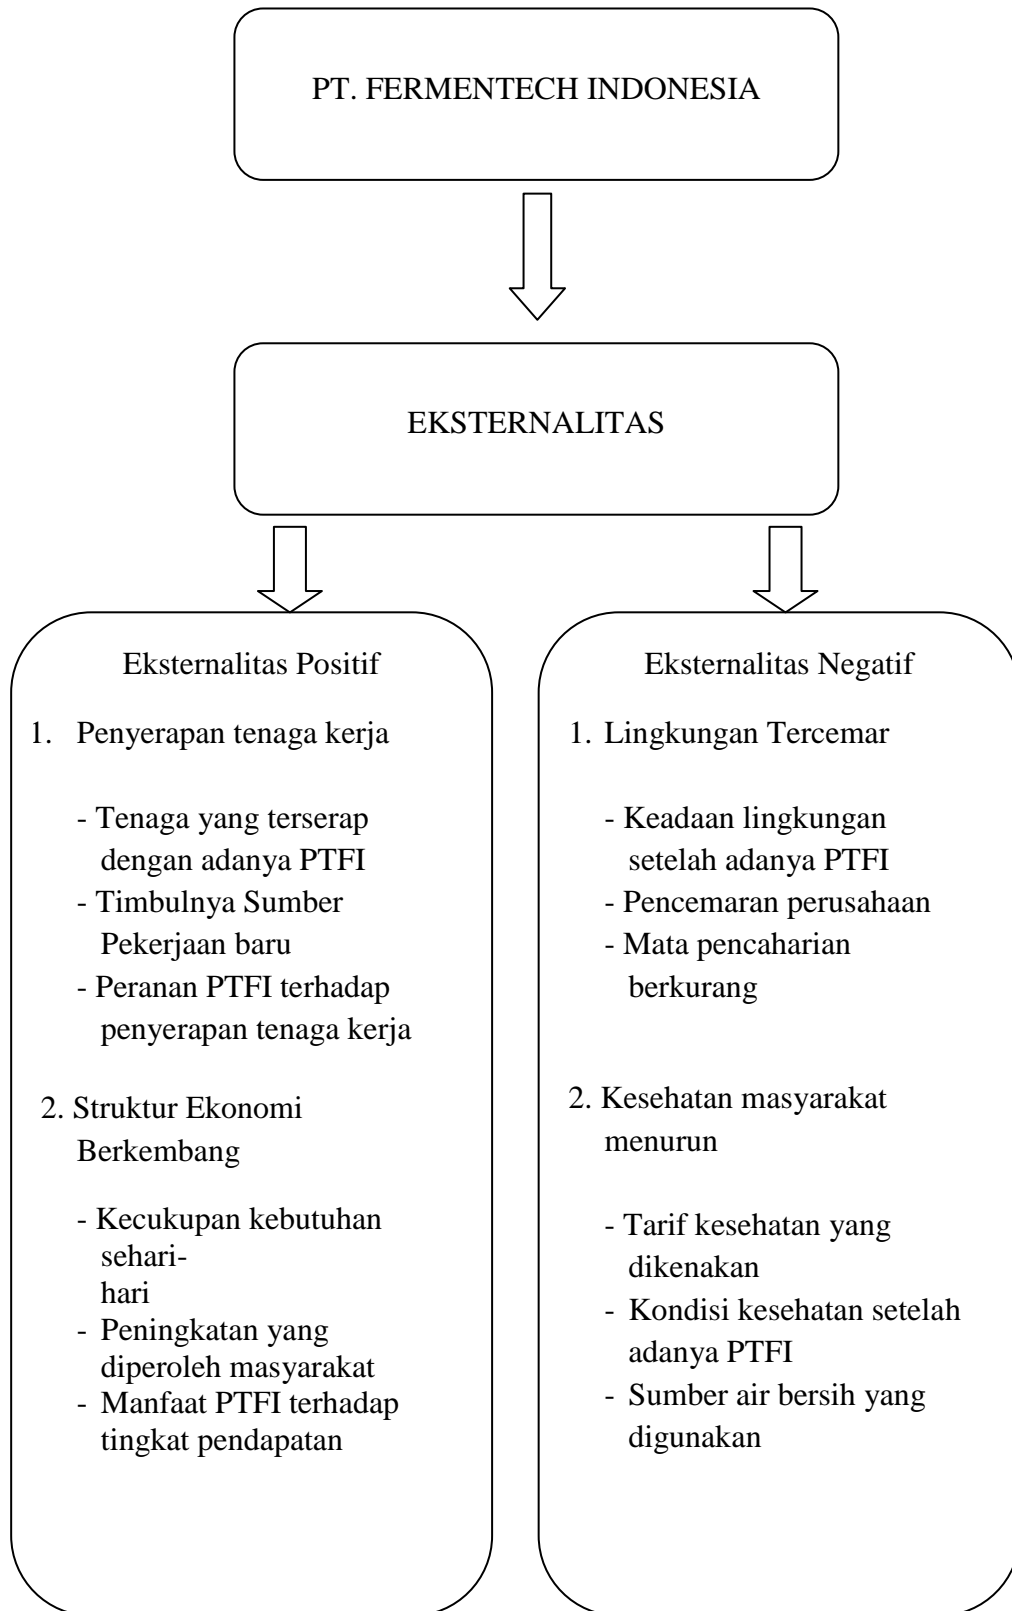 PT. FERMENTECH INDONESIA
EKSTERNALITAS
Eksternalitas Positif
1. Penyerapan tenaga kerja
- Tenaga yang terserap
dengan adanya PTFI
- Timbulnya Sumber
Pekerjaan baru
- Peranan PTFI terhadap
penyerapan tenaga kerja
2. Struktur Ekonomi
Berkembang
- Kecukupan kebutuhan
sehari-
hari
- Peningkatan yang
diperoleh masyarakat
- Manfaat PTFI terhadap
tingkat pendapatan
Eksternalitas Negatif
1. Lingkungan Tercemar
- Keadaan lingkungan
setelah adanya PTFI
- Pencemaran perusahaan
- Mata pencaharian
berkurang
2. Kesehatan masyarakat
menurun
- Tarif kesehatan yang
dikenakan
- Kondisi kesehatan setelah
adanya PTFI
- Sumber air bersih yang
digunakan